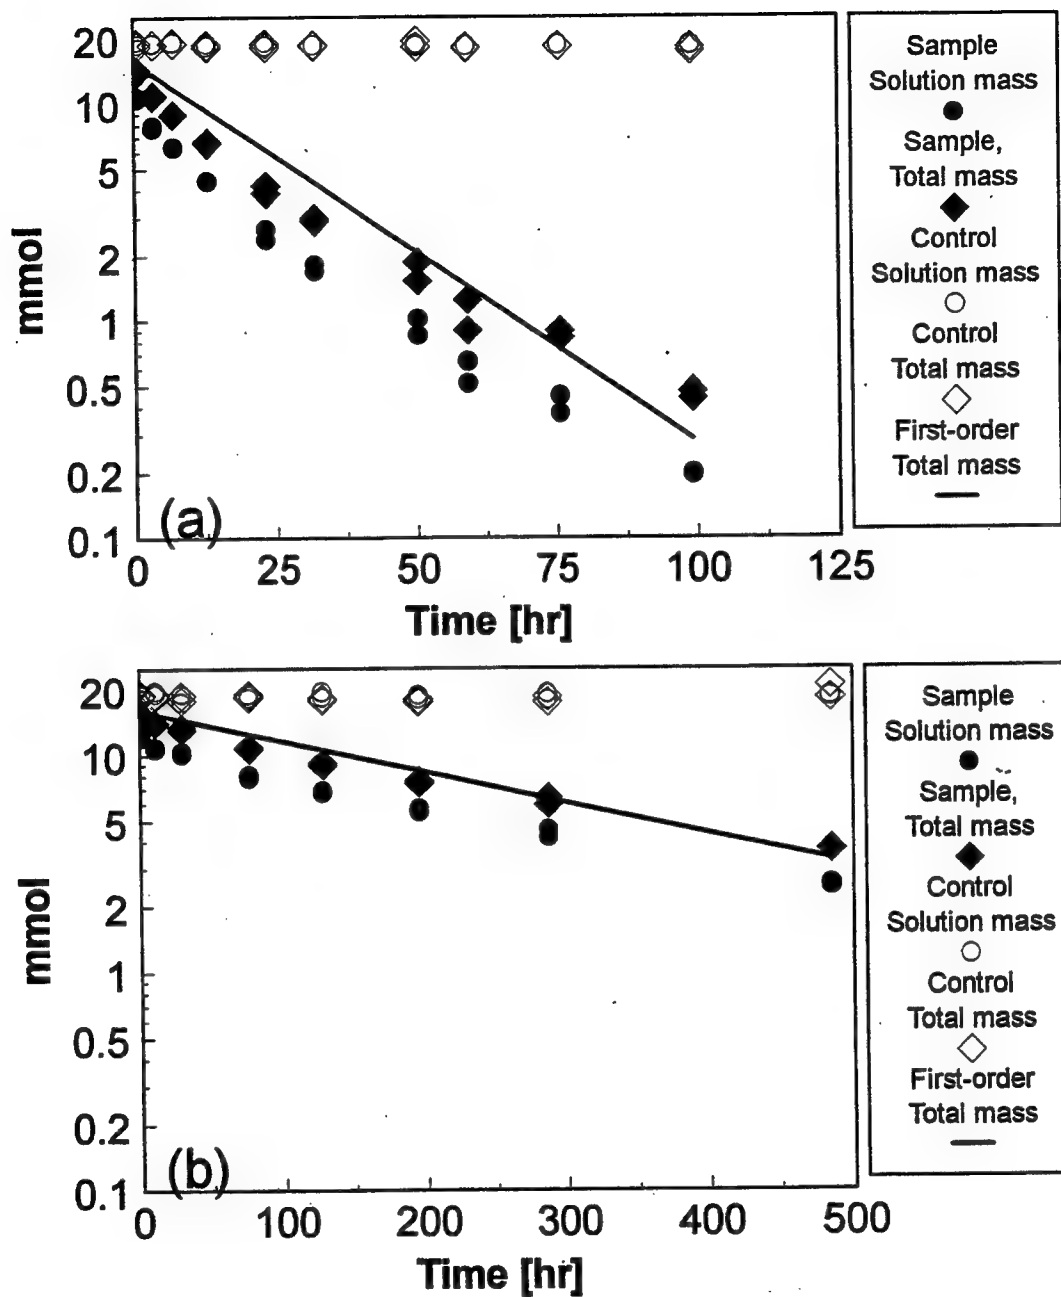 20
10
5
2
1
0.5
0.2
0.1
mmol
(a)
0 25 50 75 100 125
Time [hr]
Sample
Solution mass
Sample,
Total mass
Control
Solution mass
Control
Total mass
First-order
Total mass
20
10
5
2
1
0.5
0.2
0.1
mmol
(b)
0 100 200 300 400 500
Time [hr]
Sample
Solution mass
Sample,
Total mass
Control
Solution mass
Control
Total mass
First-order
Total mass